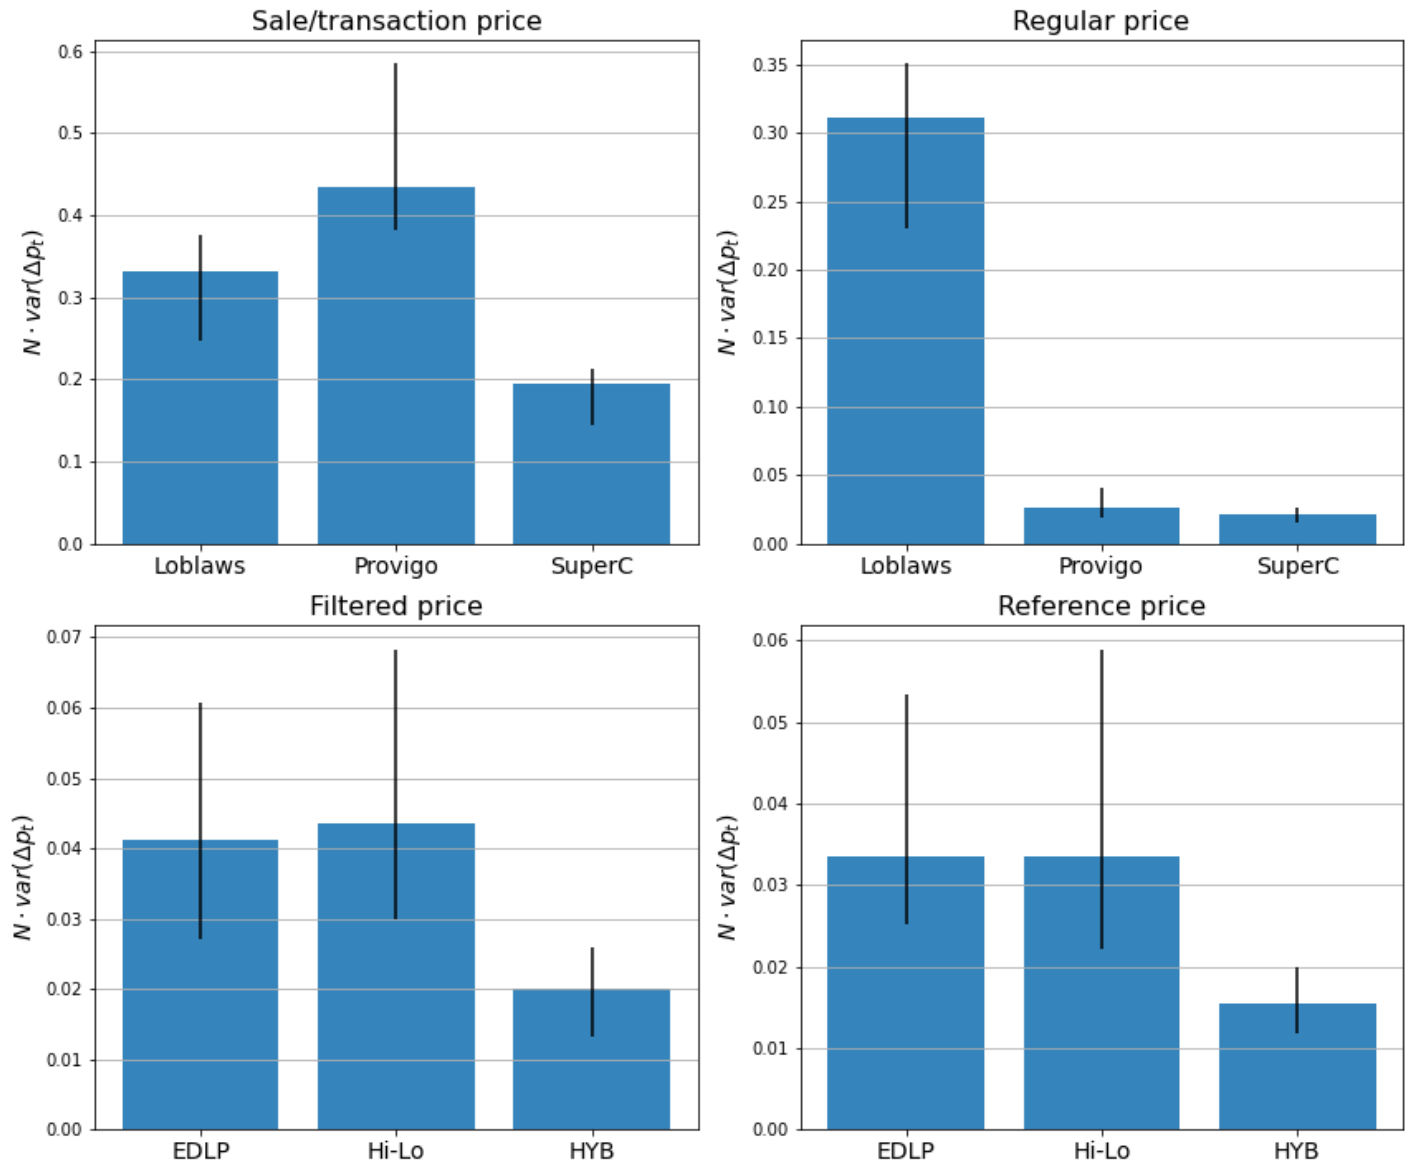 Sale/transaction price
N · var(Δpₜ)
0.6
0.5
0.4
0.3
0.2
0.1
0.0
Loblaws Provigo SuperC
Regular price
N · var(Δpₜ)
0.35
0.30
0.25
0.20
0.15
0.10
0.05
0.00
Loblaws Provigo SuperC
Filtered price
N · var(Δpₜ)
0.07
0.06
0.05
0.04
0.03
0.02
0.01
0.00
EDLP Hi-Lo HYB
Reference price
N · var(Δpₜ)
0.06
0.05
0.04
0.03
0.02
0.01
0.00
EDLP Hi-Lo HYB